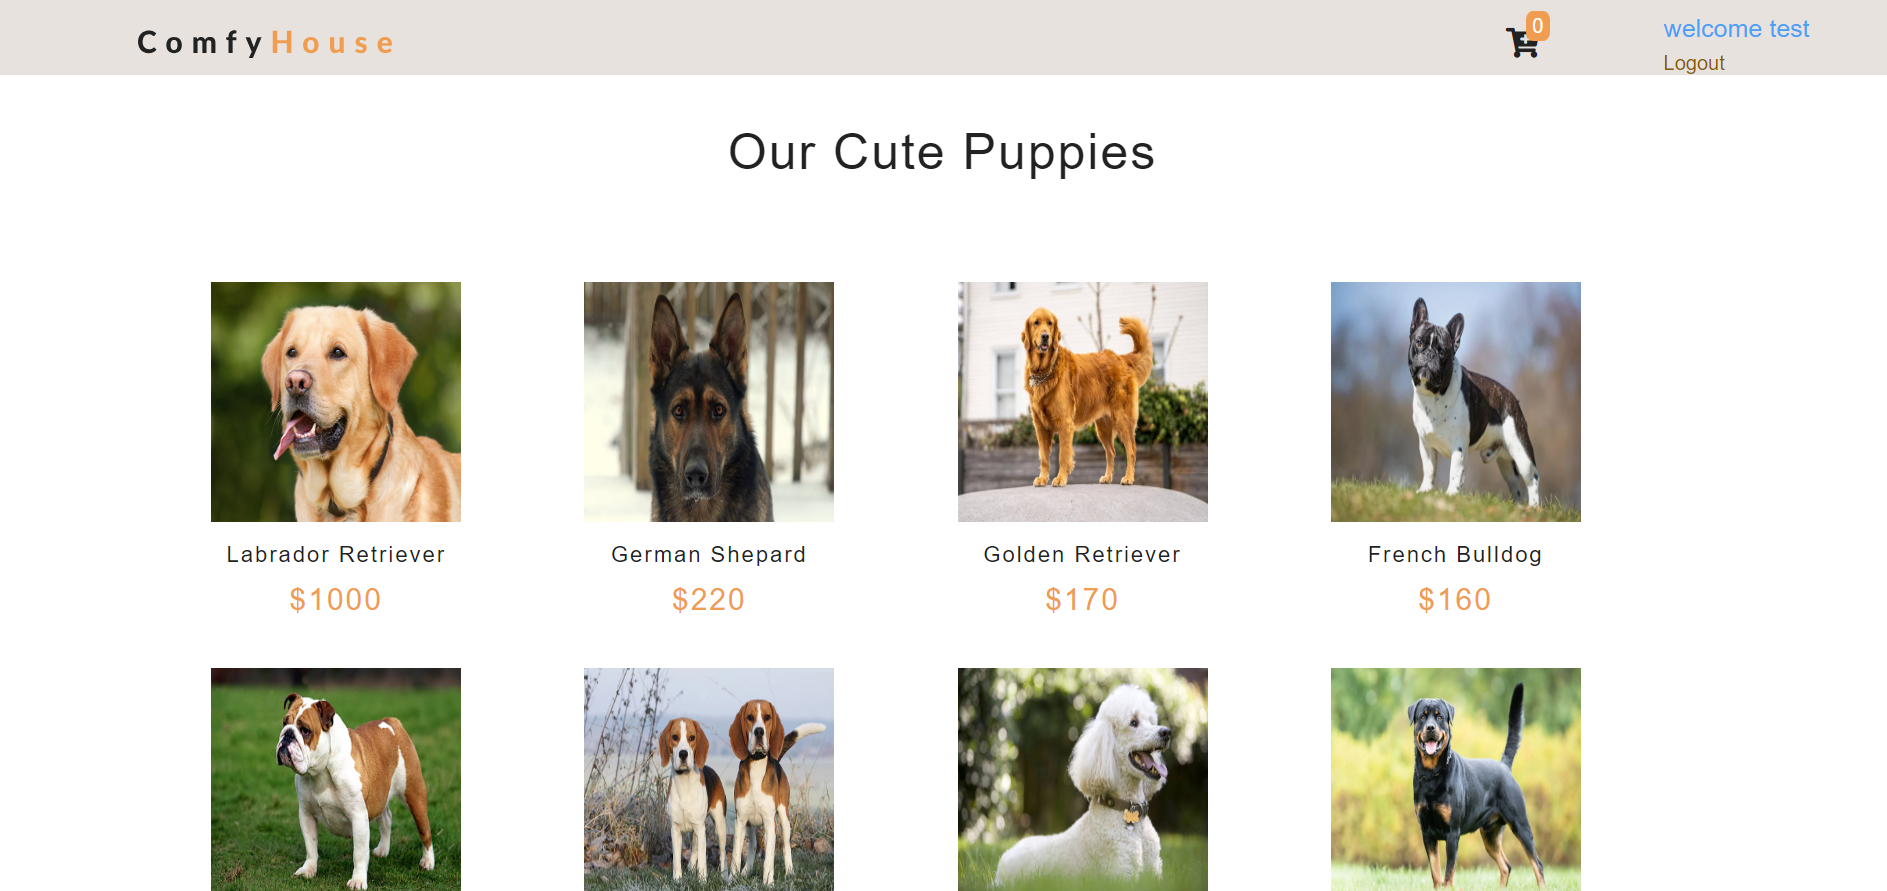 ComfyHouse
0
welcome test
Logout
Our Cute Puppies
Labrador Retriever
German Shepard
Golden Retriever
French Bulldog
$1000
$220
$170
$160